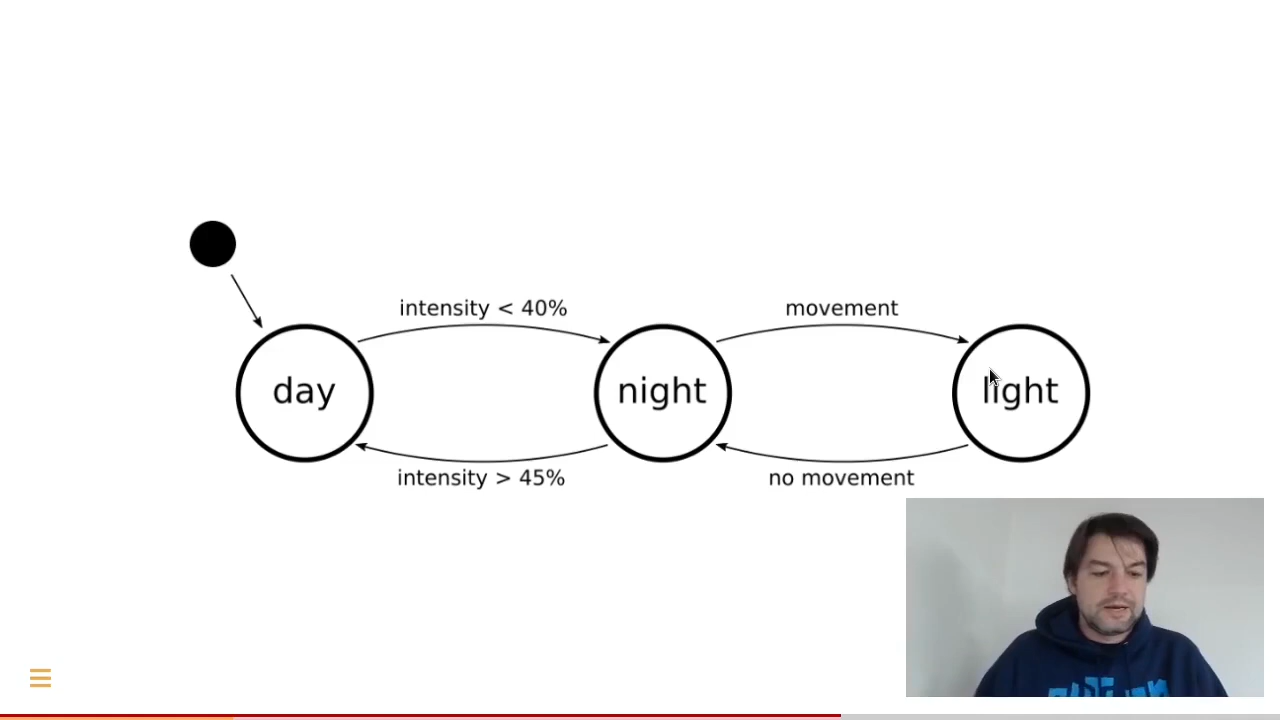 intensity < 40%
movement
day
night
light
intensity > 45%
no movement